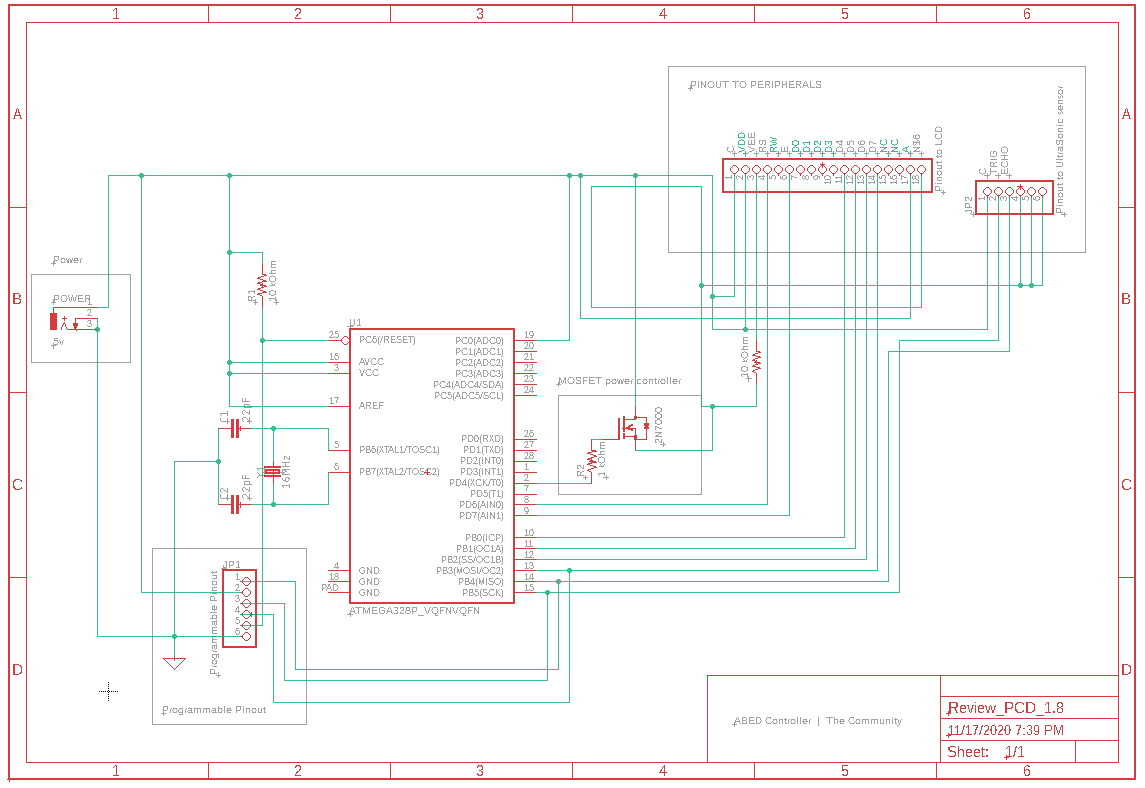 1 2 3 4 5 6
A A
B B
C C
D D
PINOUT TO PERIPHERALS
C VDD VEE RS RW E D0 D1 D2 D3 D4 D5 D6 D7 NC NC A
1 2 3 4 5 6 7 8 9 10 11 12 13 14 15 16 17 18
Pinout to LCD
C TRIG ECHO
1 2 3 4 5 6
JP2
Pinout to UltraSonic sensor
Power
POWER
1
2
3
5v
R1
10 kOhm
10 kOhm
U1
25 PC6(/RESET) PC0(ADC0) 19
PC1(ADC1) 20
16 AVCC PC2(ADC2) 21
3 VCC PC3(ADC3) 22
PC4(ADC4/SDA) 23
PC5(ADC5/SCL) 24
17 AREF
PD0(RXD) 26
5 PB6(XTAL1/TOSC1) PD1(TXD) 27
PD2(INT0) 28
6 PB7(XTAL2/TOSC2) PD3(INT1) 1
PD4(XCK/T0) 2
PD5(T1) 7
PD6(AIN0) 8
PD7(AIN1) 9
PB0(ICP) 10
PB1(OC1A) 11
PB2(SS/OC1B) 12
4 GND PB3(MOSI/OC2) 13
18 GND PB4(MISO) 14
PAD GND PB5(SCK) 15
ATMEGA328P_VQFNVQFN
C1
22pF
C2
22pF
16MHz
MOSFET power controller
2N7000
R2
1 kOhm
JP1
1
2
3
4
5
6
Programmable Pinout
Programmable Pinout
ABED Controller | The Community
Review_PCD_1.8
11/17/2020 7:39 PM
Sheet: 1/1
1 2 3 4 5 6